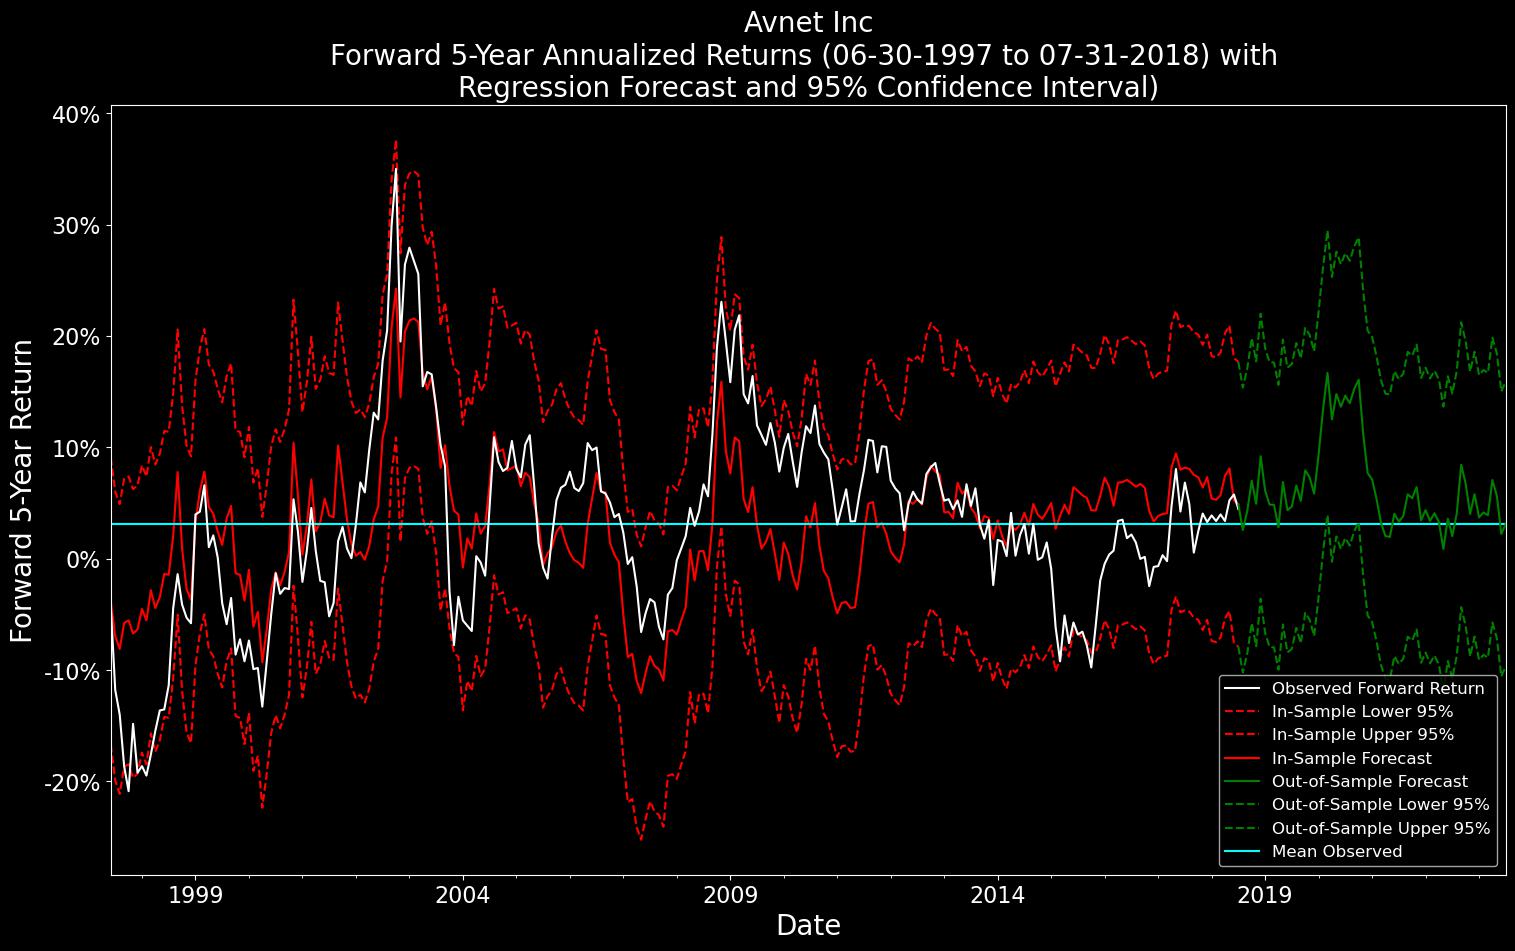 Avnet Inc
Forward 5-Year Annualized Returns (06-30-1997 to 07-31-2018) with
Regression Forecast and 95% Confidence Interval)
Forward 5-Year Return
40%
30%
20%
10%
0%
-10%
-20%
1999
2004
2009
2014
2019
Date
Observed Forward Return
In-Sample Lower 95%
In-Sample Upper 95%
In-Sample Forecast
Out-of-Sample Forecast
Out-of-Sample Lower 95%
Out-of-Sample Upper 95%
Mean Observed